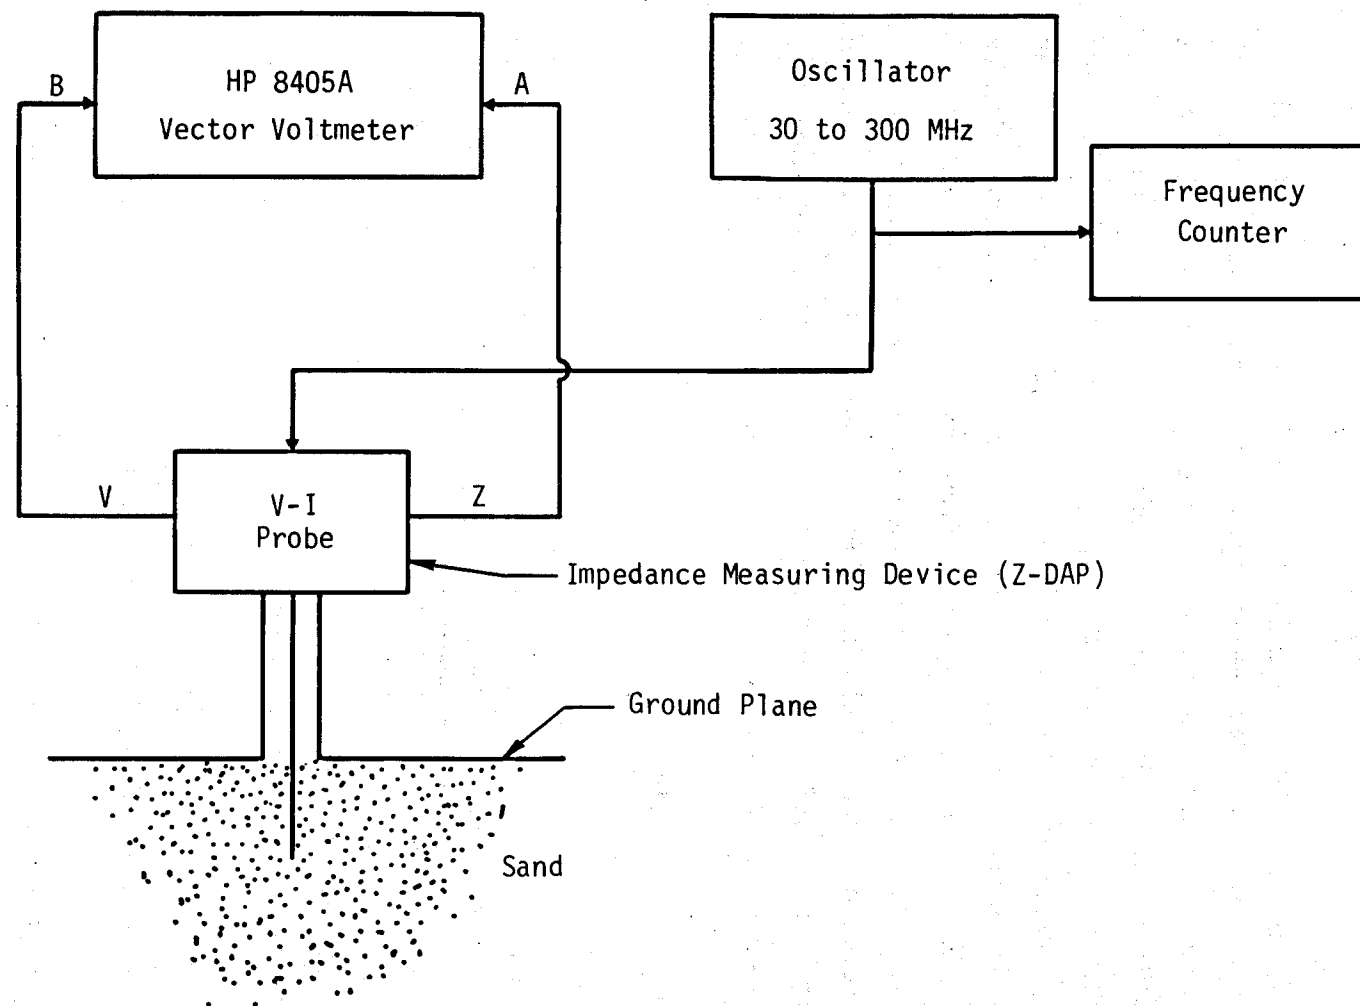 B
HP 8405A
Vector Voltmeter
A
Oscillator
30 to 300 MHz
Frequency
Counter
V
V-I
Probe
Z
Impedance Measuring Device (Z-DAP)
Ground Plane
Sand